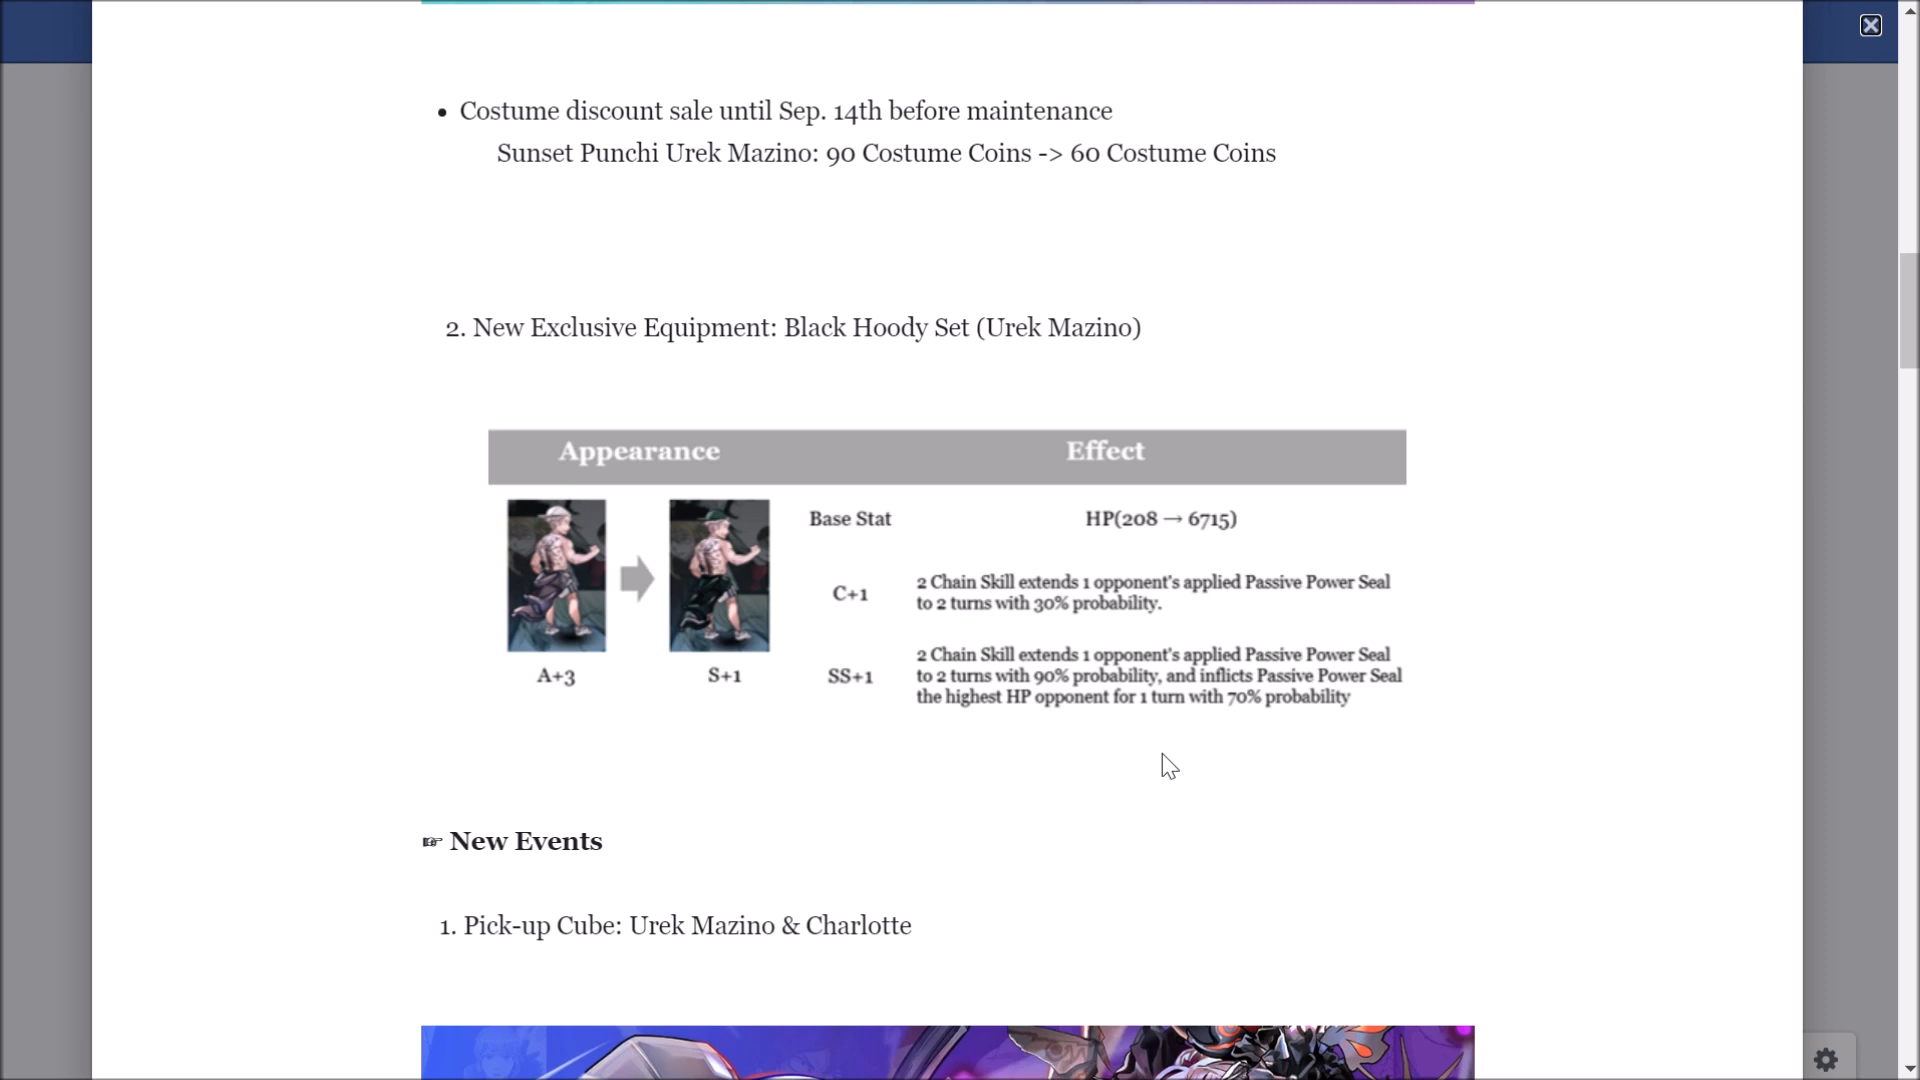 • Costume discount sale until Sep. 14th before maintenance
Sunset Punchi Urek Mazino: 90 Costume Coins -> 60 Costume Coins
2. New Exclusive Equipment: Black Hoody Set (Urek Mazino)
Appearance Effect
Base Stat HP(208 → 6715)
C+1 2 Chain Skill extends 1 opponent's applied Passive Power Seal
to 2 turns with 30% probability.
A+3 S+1 SS+1 2 Chain Skill extends 1 opponent's applied Passive Power Seal
to 2 turns with 90% probability, and inflicts Passive Power Seal
the highest HP opponent for 1 turn with 70% probability
☞ New Events
1. Pick-up Cube: Urek Mazino & Charlotte